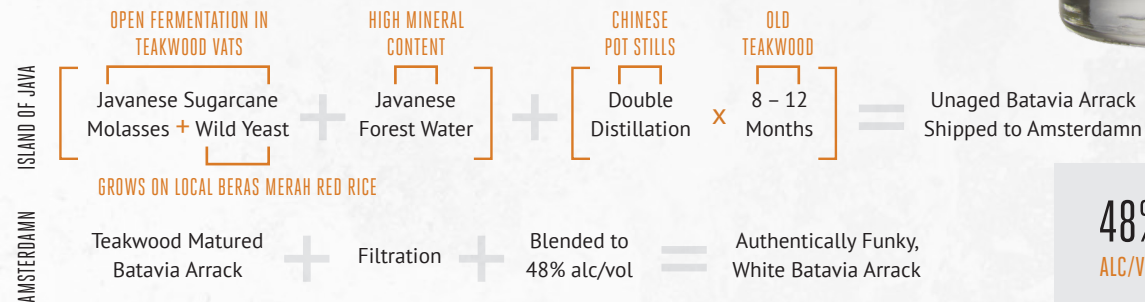 OPEN FERMENTATION IN
TEAKWOOD VATS
HIGH MINERAL
CONTENT
CHINESE
POT STILLS
OLD
TEAKWOOD
ISLAND OF JAVA
Javanese Sugarcane
Molasses + Wild Yeast
+
Javanese
Forest Water
+
Double
Distillation
x
8 – 12
Months
=
Unaged Batavia Arrack
Shipped to Amsterdamn
GROWS ON LOCAL BERAS MERAH RED RICE
AMSTERDAMN
Teakwood Matured
Batavia Arrack
+
Filtration
+
Blended to
48% alc/vol
=
Authentically Funky,
White Batavia Arrack
48%
ALC/V